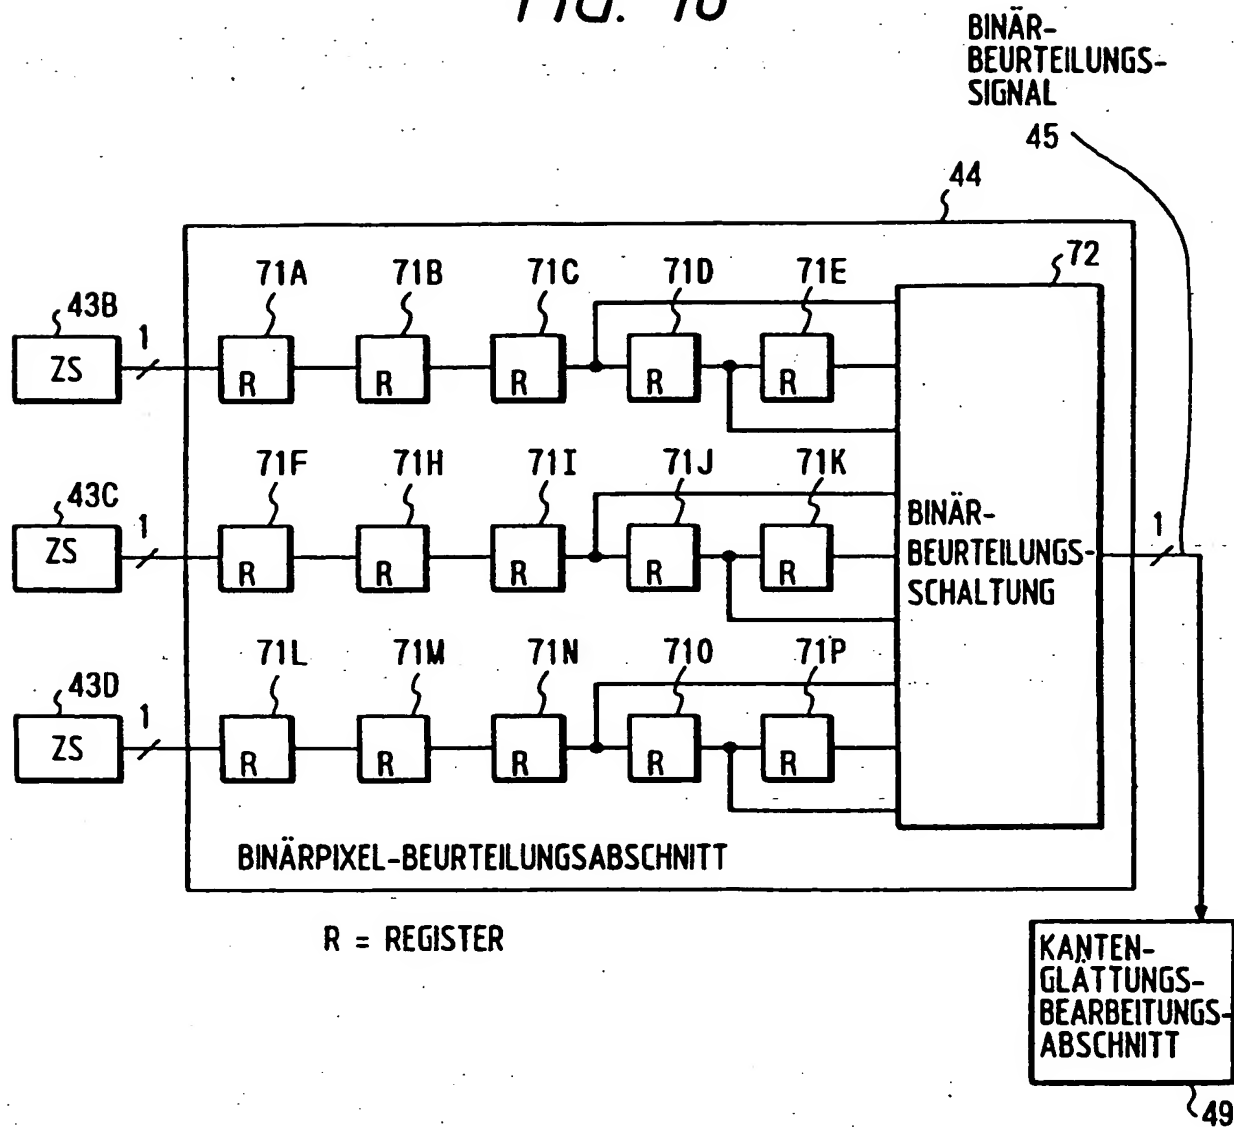 FIG. 10
BINÄR-
BEURTEILUNGS-
SIGNAL
45
44
72
71A 71B 71C 71D 71E
43B
ZS
1
R R R R R
71F 71H 71I 71J 71K
43C
ZS
1
R R R R R
BINÄR-
BEURTEILUNGS-
SCHALTUNG
1
71L 71M 71N 71O 71P
43D
ZS
1
R R R R R
BINÄRPIXEL-BEURTEILUNGSABSCHNITT
R = REGISTER
KANTEN-
GLÄTTUNGS-
BEARBEITUNGS-
ABSCHNITT
49